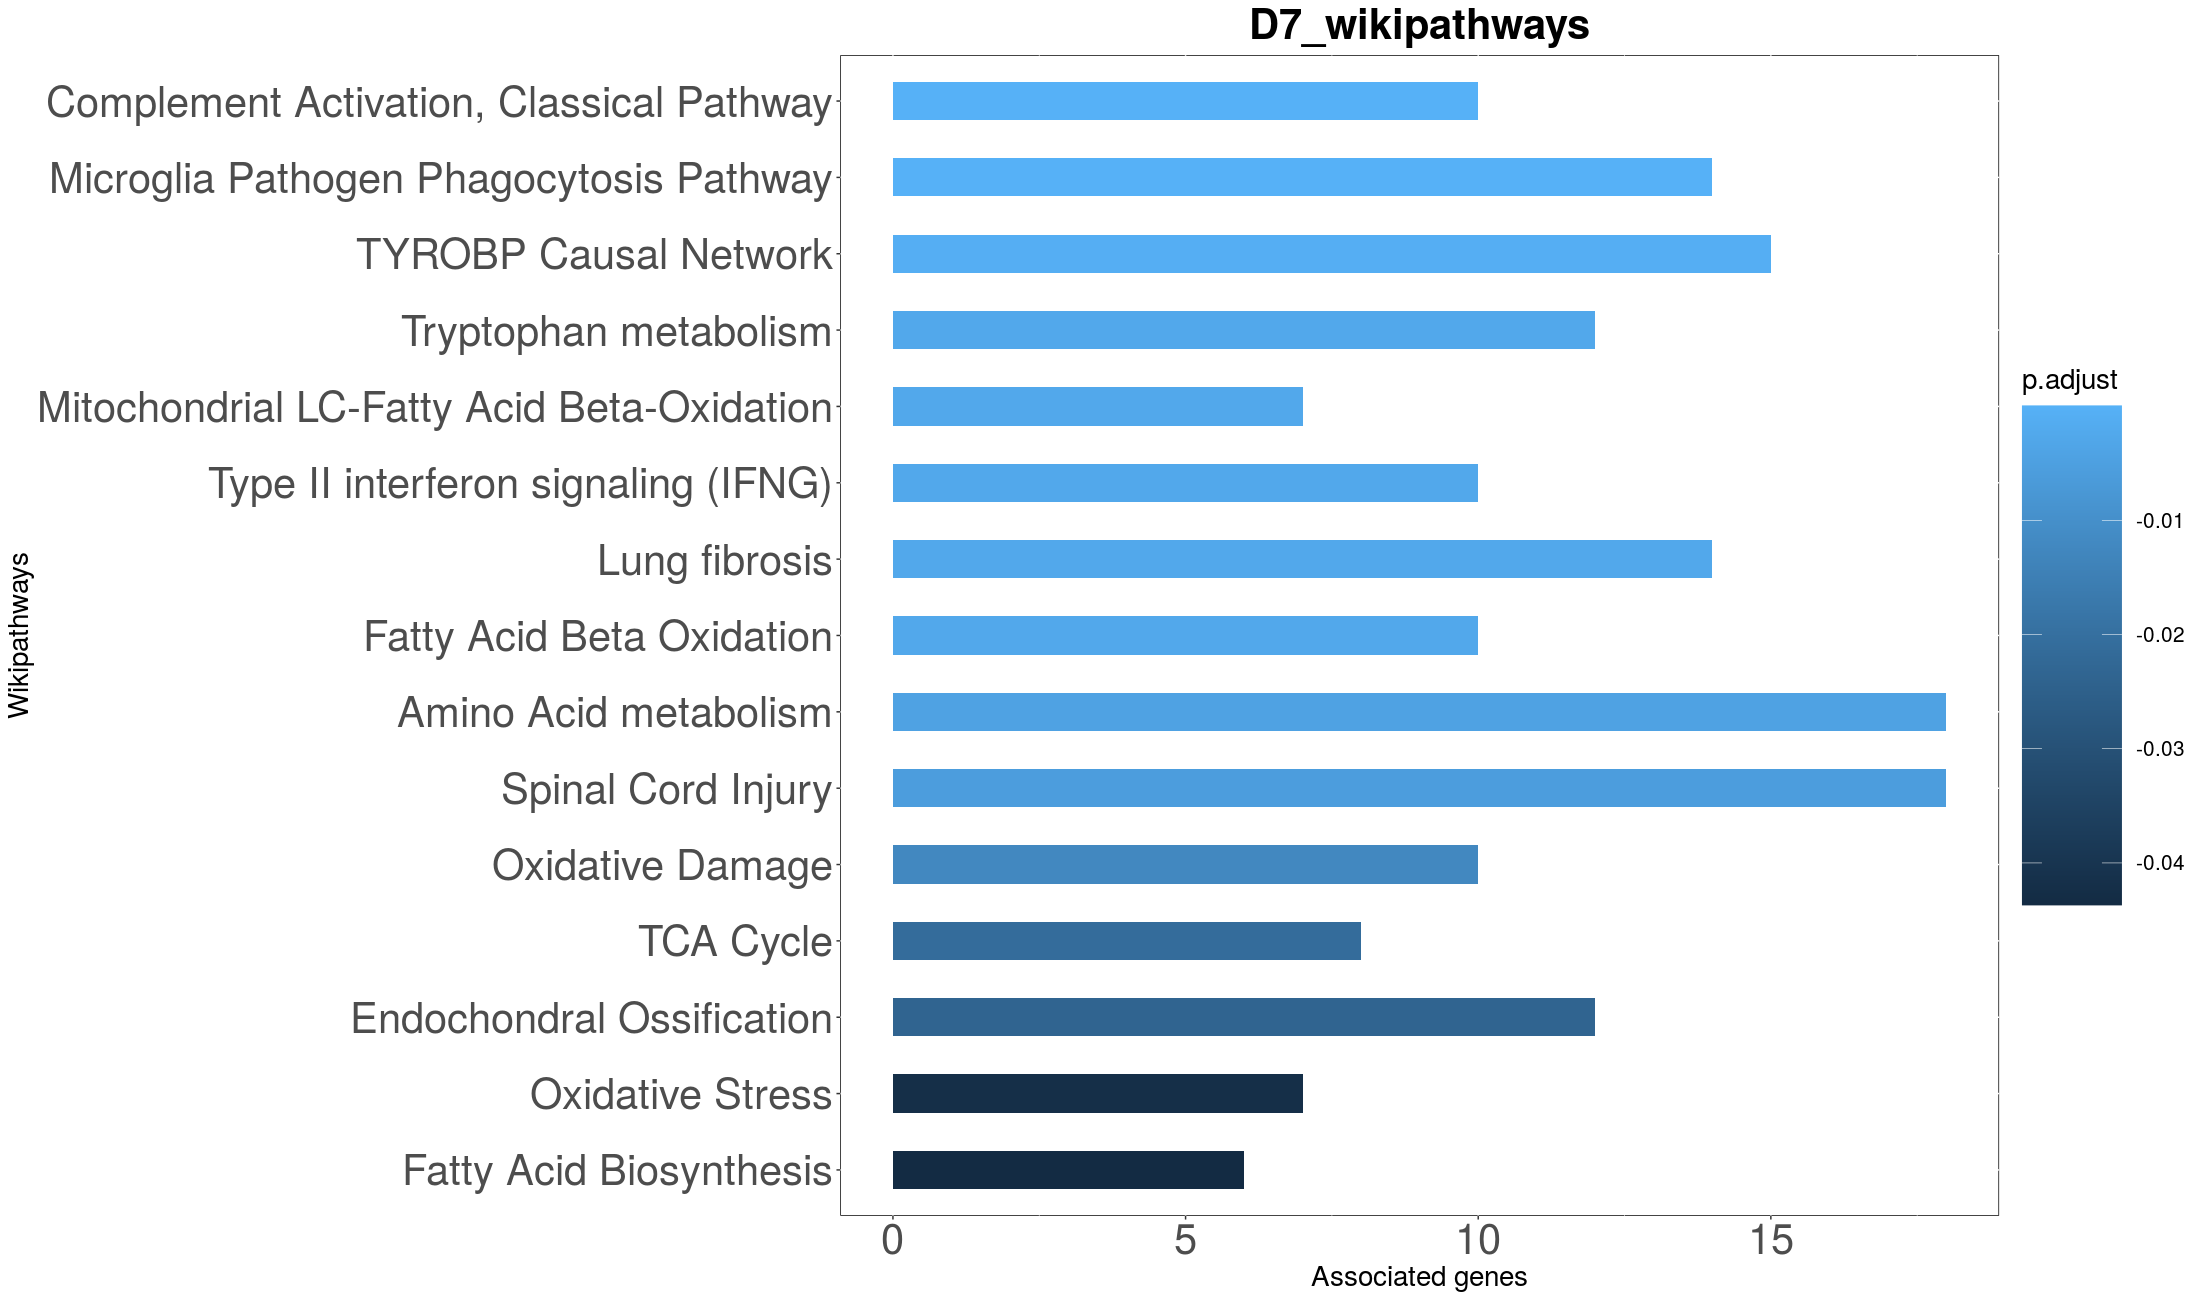 D7_wikipathways
Complement Activation, Classical Pathway
Microglia Pathogen Phagocytosis Pathway
TYROBP Causal Network
Tryptophan metabolism
Mitochondrial LC-Fatty Acid Beta-Oxidation
Type II interferon signaling (IFNG)
Lung fibrosis
Fatty Acid Beta Oxidation
Amino Acid metabolism
Spinal Cord Injury
Oxidative Damage
TCA Cycle
Endochondral Ossification
Oxidative Stress
Fatty Acid Biosynthesis
Wikipathways
0 5 10 15
Associated genes
p.adjust
-0.01
-0.02
-0.03
-0.04